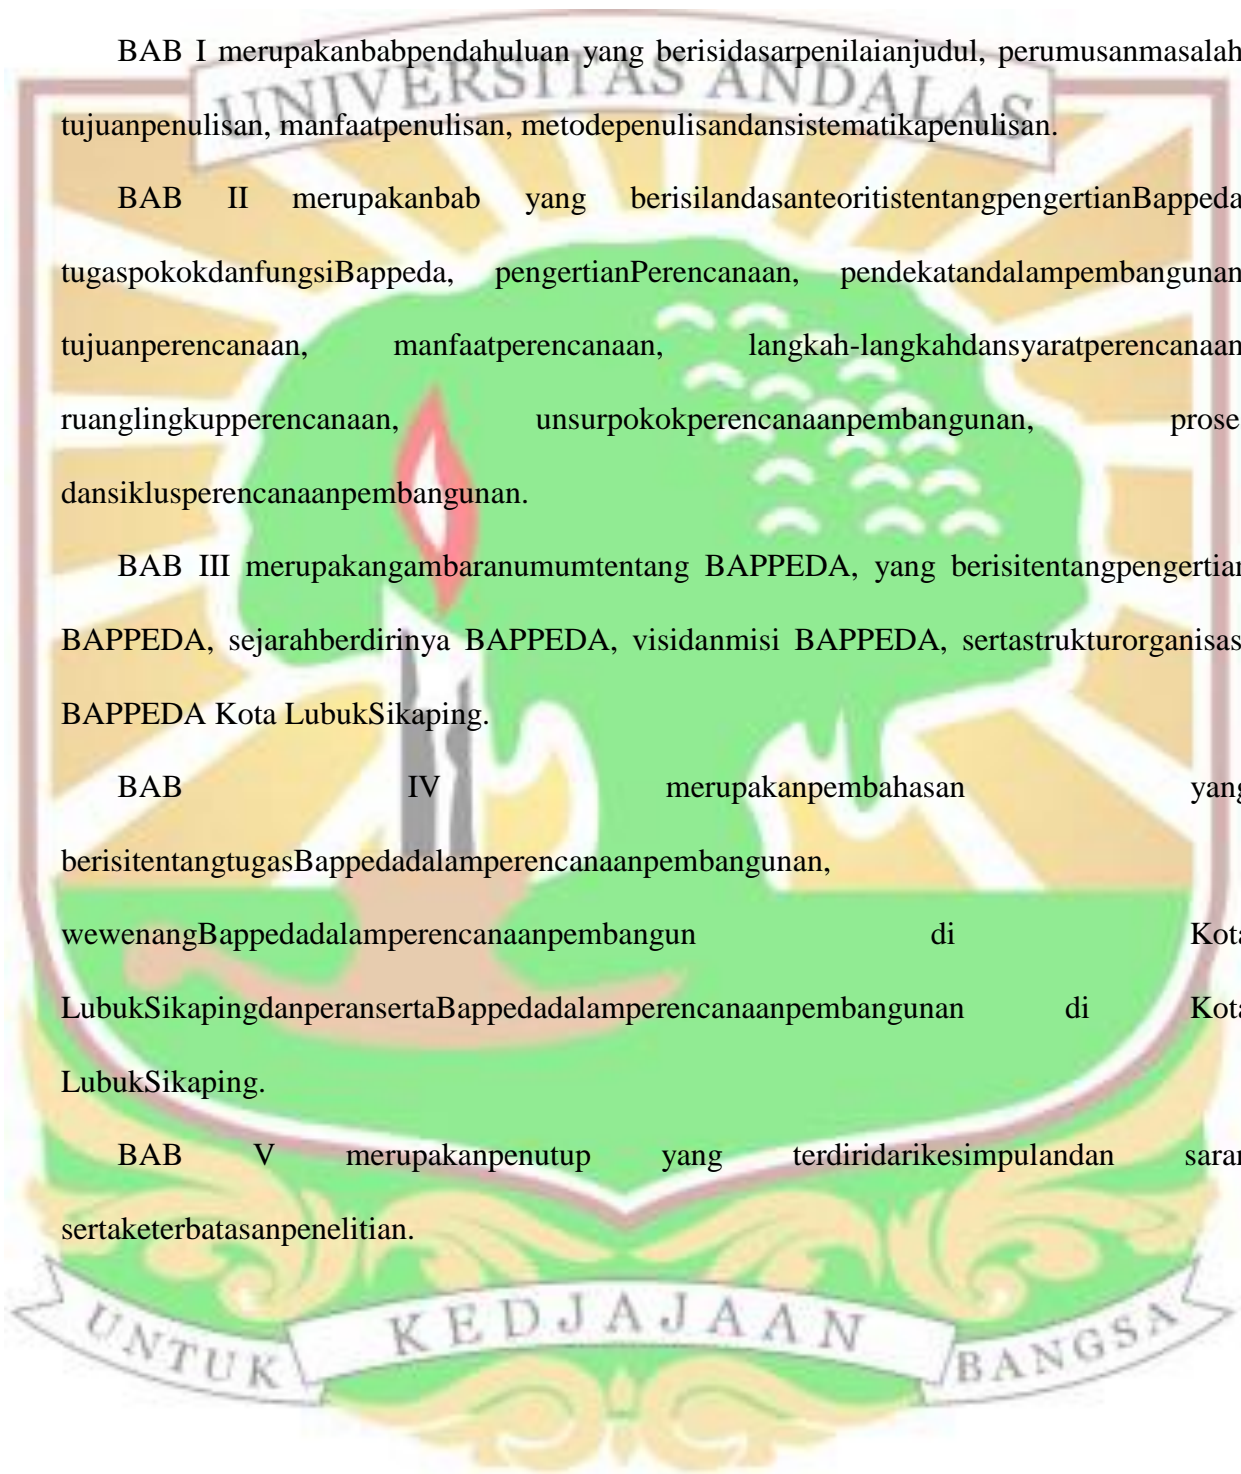 BAB I merupakanbabpendahuluan yang berisidasarpenilaianjudul, perumusanmasalah
UNIVERSITAS ANDALAS
tujuanpenulisan, manfaatpenulisan, metodepenulisandansistematikapenulisan.
BAB II merupakanbab yang berisilandasanteoritistentangpengertianBappeda
tugaspokokdanfungsiBappeda, pengertianPerencanaan, pendekatandalampembangunan
tujuanperencanaan, manfaatperencanaan, langkah-langkahdansyaratperencanaan
ruanglingkupperencanaan, unsurpokokperencanaanpembangunan, prose
dansiklusperencanaanpembangunan.
BAB III merupakangambaranumumtentang BAPPEDA, yang berisitentangpengertian
BAPPEDA, sejarahberdirinya BAPPEDA, visidanmisi BAPPEDA, sertastrukturorganisas
BAPPEDA Kota LubukSikaping.
BAB IV merupakanpembahasan yang
berisitentangtugasBappedadalamperencanaanpembangunan,
wewenangBappedadalamperencanaanpembangun di Kota
LubukSikapingdanperansertaBappedadalamperencanaanpembangunan di Kota
LubukSikaping.
BAB V merupakanpenutup yang terdiridarikesimpulandan saran
sertaketerbatasanpenelitian.
UNTUK KEDJAJAAN BANGSA